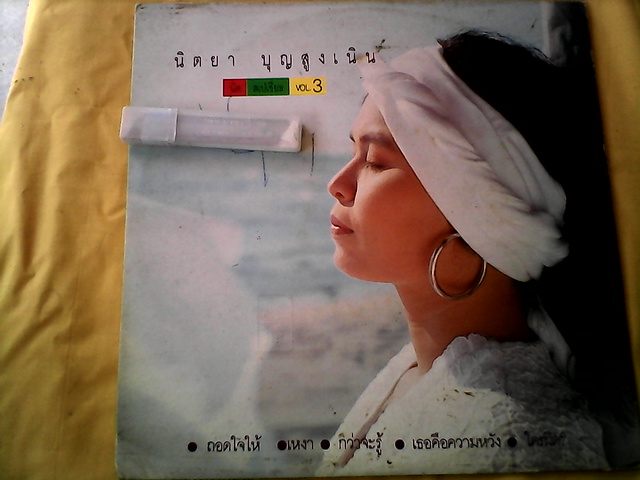 นิตยา บุญสูงเนิน
VOL 3
● ถอดใจให้ ● เหงา ● กว่าจะรู้ ● เธอคือความหวัง ●